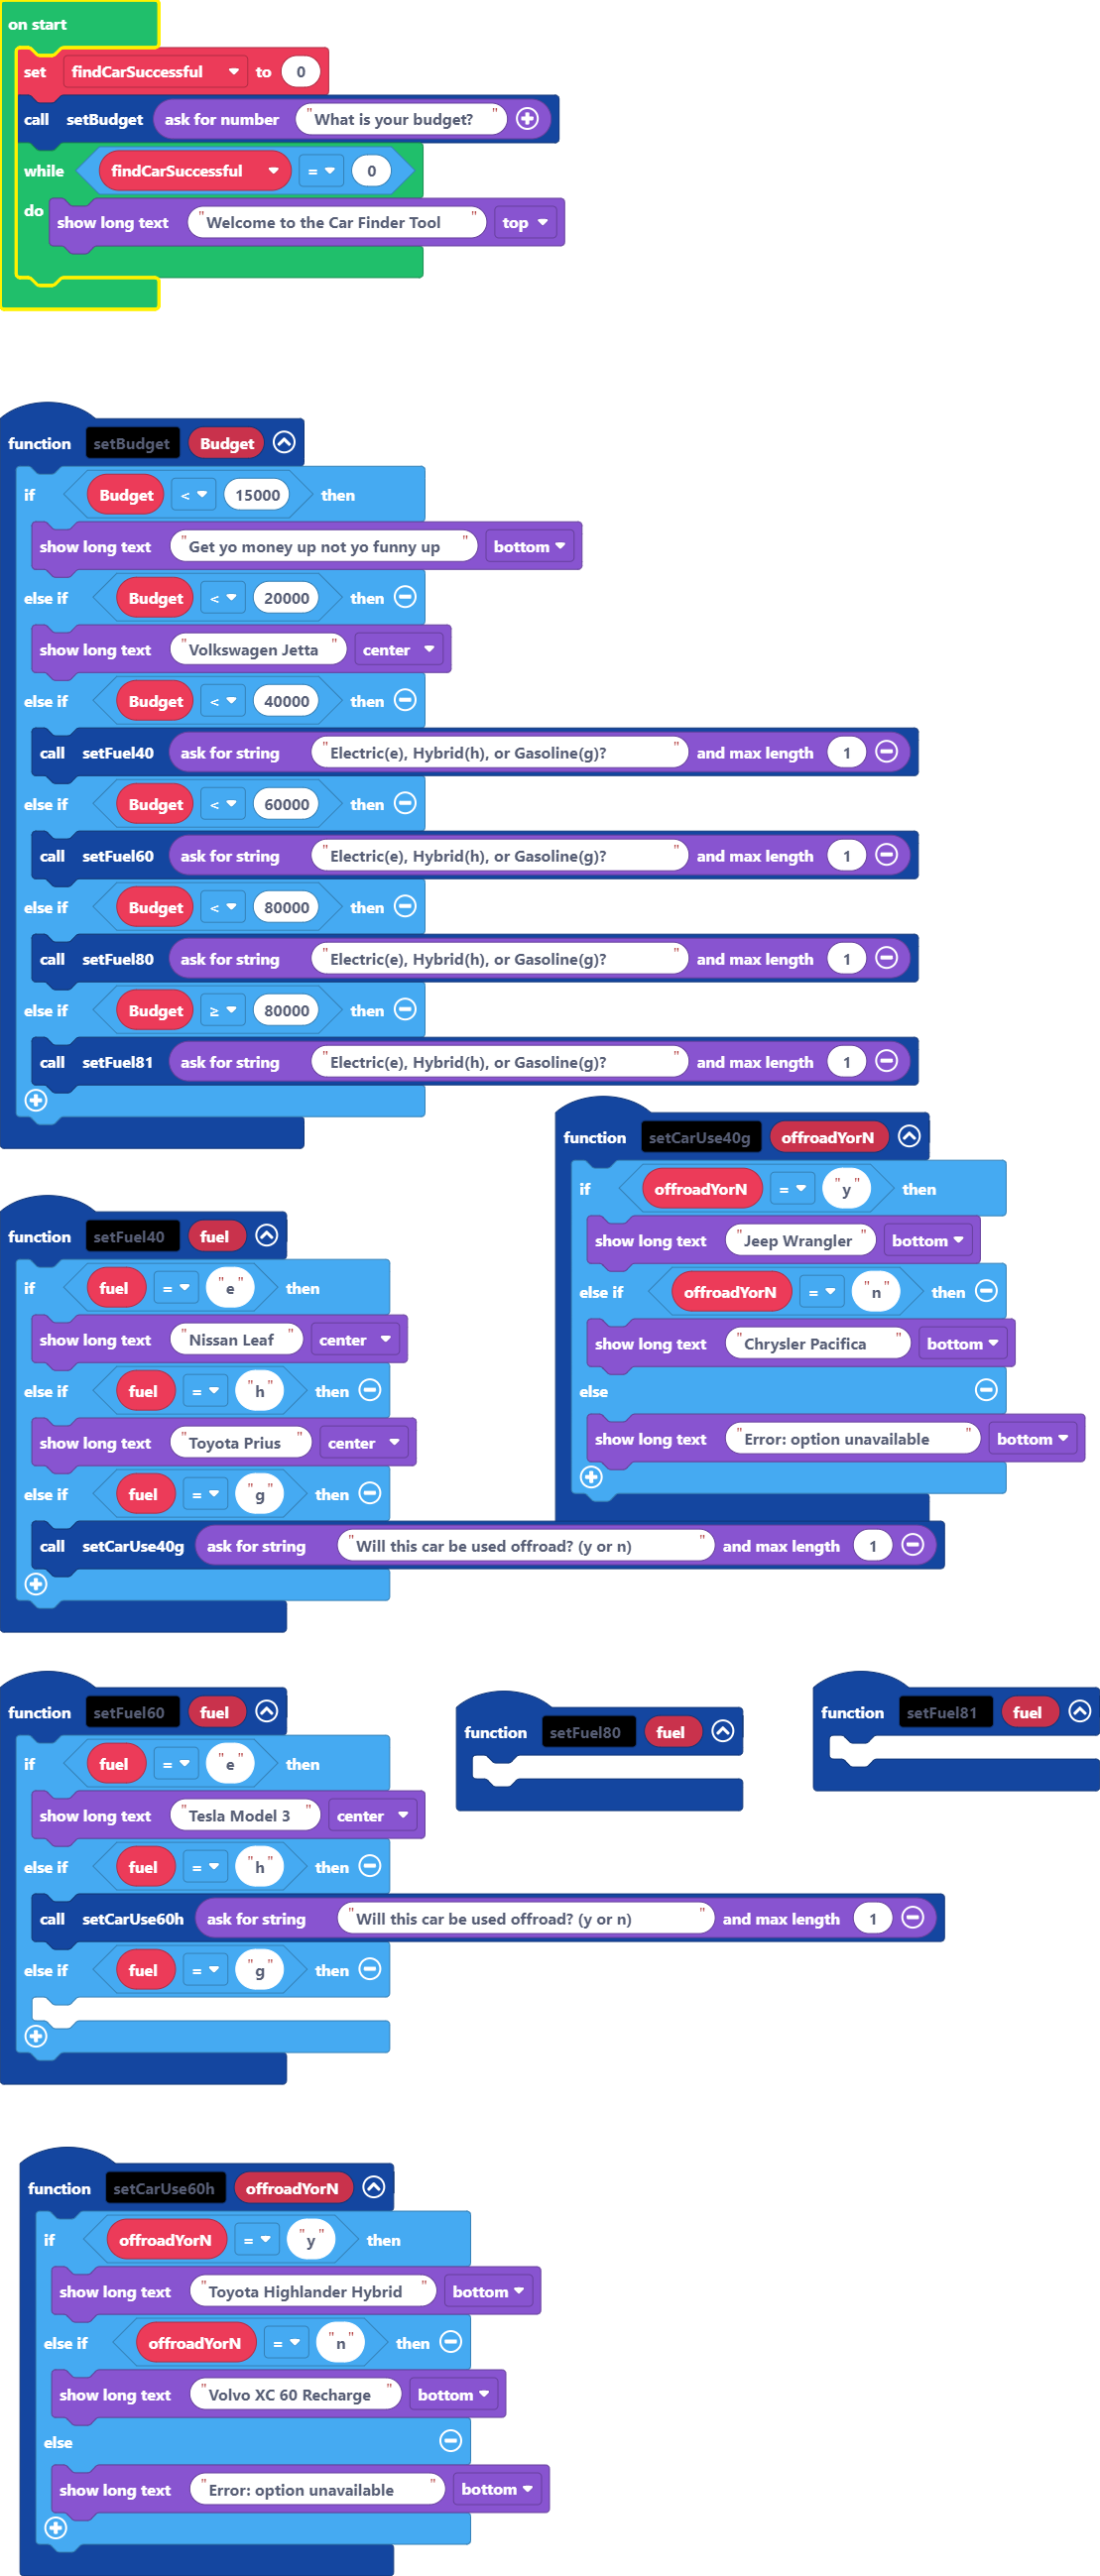 on start
set findCarSuccessful to 0
call setBudget ask for number "What is your budget?"
while findCarSuccessful = 0
do show long text "Welcome to the Car Finder Tool" top
function setBudget Budget
if Budget < 15000 then
show long text "Get yo money up not yo funny up" bottom
else if Budget < 20000 then
show long text "Volkswagen Jetta" center
else if Budget < 40000 then
call setFuel40 ask for string "Electric(e), Hybrid(h), or Gasoline(g)?" and max length 1
else if Budget < 60000 then
call setFuel60 ask for string "Electric(e), Hybrid(h), or Gasoline(g)?" and max length 1
else if Budget < 80000 then
call setFuel80 ask for string "Electric(e), Hybrid(h), or Gasoline(g)?" and max length 1
else if Budget ≥ 80000 then
call setFuel81 ask for string "Electric(e), Hybrid(h), or Gasoline(g)?" and max length 1
function setCarUse40g offroadYorN
if offroadYorN = "y" then
show long text "Jeep Wrangler" bottom
else if offroadYorN = "n" then
show long text "Chrysler Pacifica" bottom
else
show long text "Error: option unavailable" bottom
function setFuel40 fuel
if fuel = "e" then
show long text "Nissan Leaf" center
else if fuel = "h" then
show long text "Toyota Prius" center
else if fuel = "g" then
call setCarUse40g ask for string "Will this car be used offroad? (y or n)" and max length 1
function setFuel60 fuel
if fuel = "e" then
show long text "Tesla Model 3" center
else if fuel = "h" then
call setCarUse60h ask for string "Will this car be used offroad? (y or n)" and max length 1
else if fuel = "g" then
function setFuel80 fuel
function setFuel81 fuel
function setCarUse60h offroadYorN
if offroadYorN = "y" then
show long text "Toyota Highlander Hybrid" bottom
else if offroadYorN = "n" then
show long text "Volvo XC 60 Recharge" bottom
else
show long text "Error: option unavailable" bottom